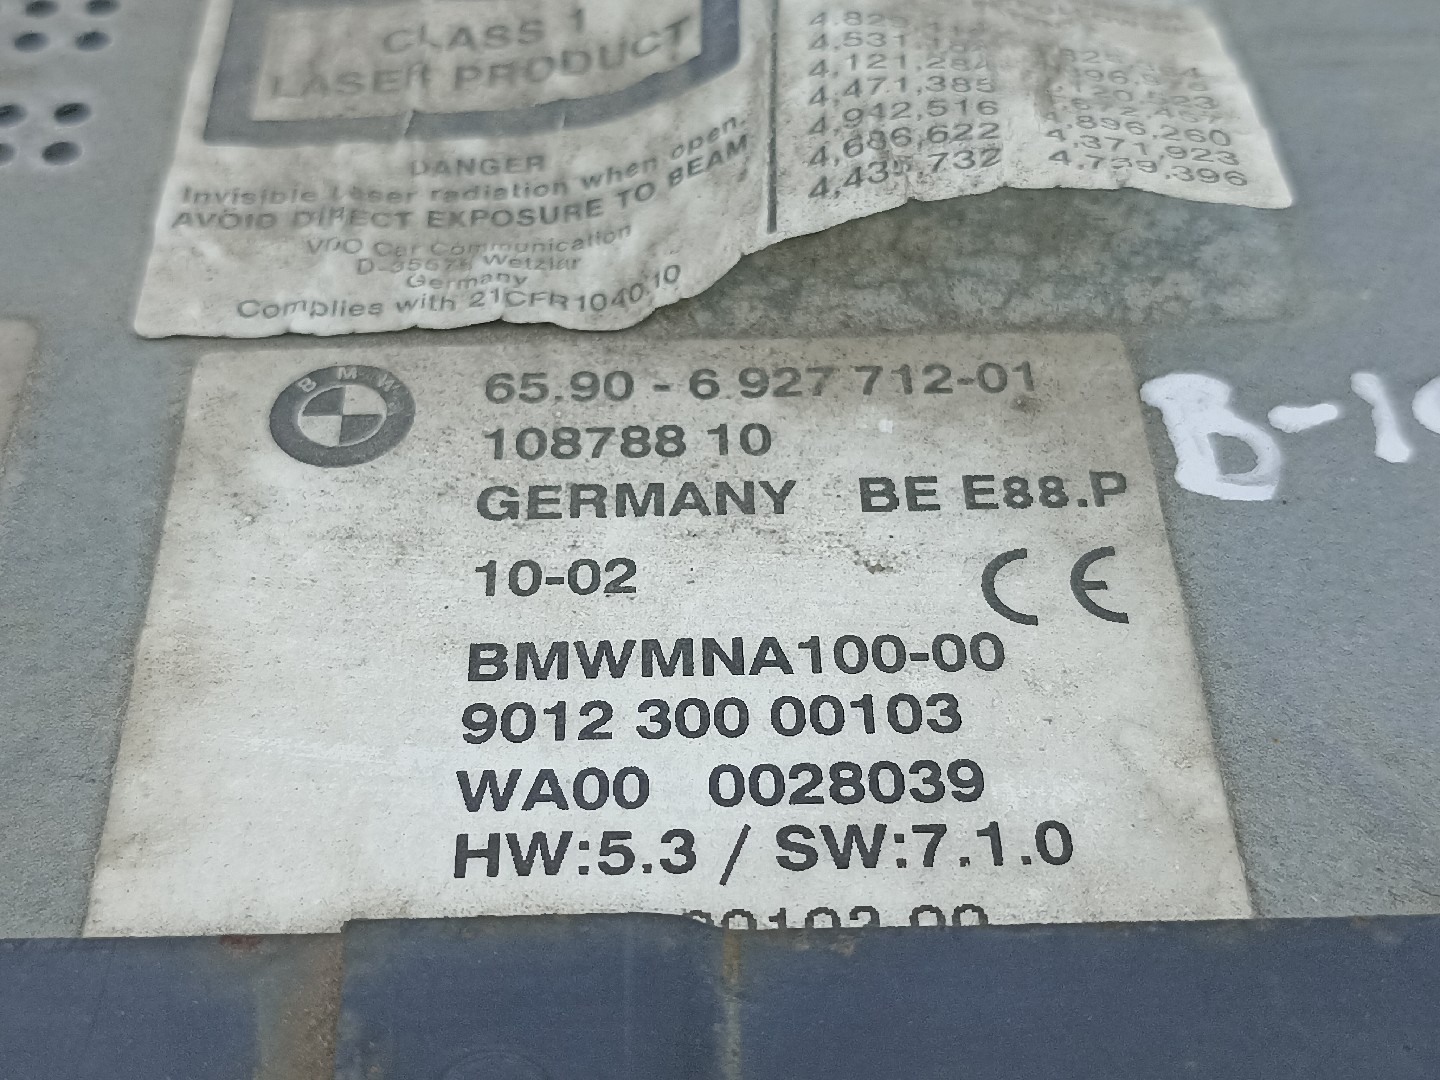 CLASS 1
LASER PRODUCT
DANGER
Invisible Laser radiation when open.
AVOID DIRECT EXPOSURE TO BEAM
VDO Car Communication
Wetzlar
Germany
Complies with 21CFR1040.10
4,121,284
4,471,385
4,942,516
4,686,622 4,896,260
4,435,732 4,371,923
4,739,396
BMW
65.90 - 6 927 712-01
108788 10
GERMANY BE E88.P
10-02
CE
BMWMNA100-00
9012 300 00103
WA00 0028039
HW:5.3 / SW:7.1.0
B-10